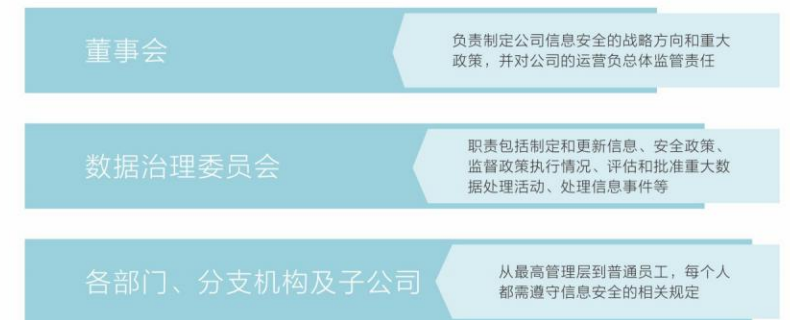 董事会
负责制定公司信息安全的战略方向和重大
政策，并对公司的运营负总体监管责任
数据治理委员会
职责包括制定和更新信息、安全政策、
监督政策执行情况、评估和批准重大数
据处理活动、处理信息事件等
各部门、分支机构及子公司
从最高管理层到普通员工，每个人
都需遵守信息安全的相关规定